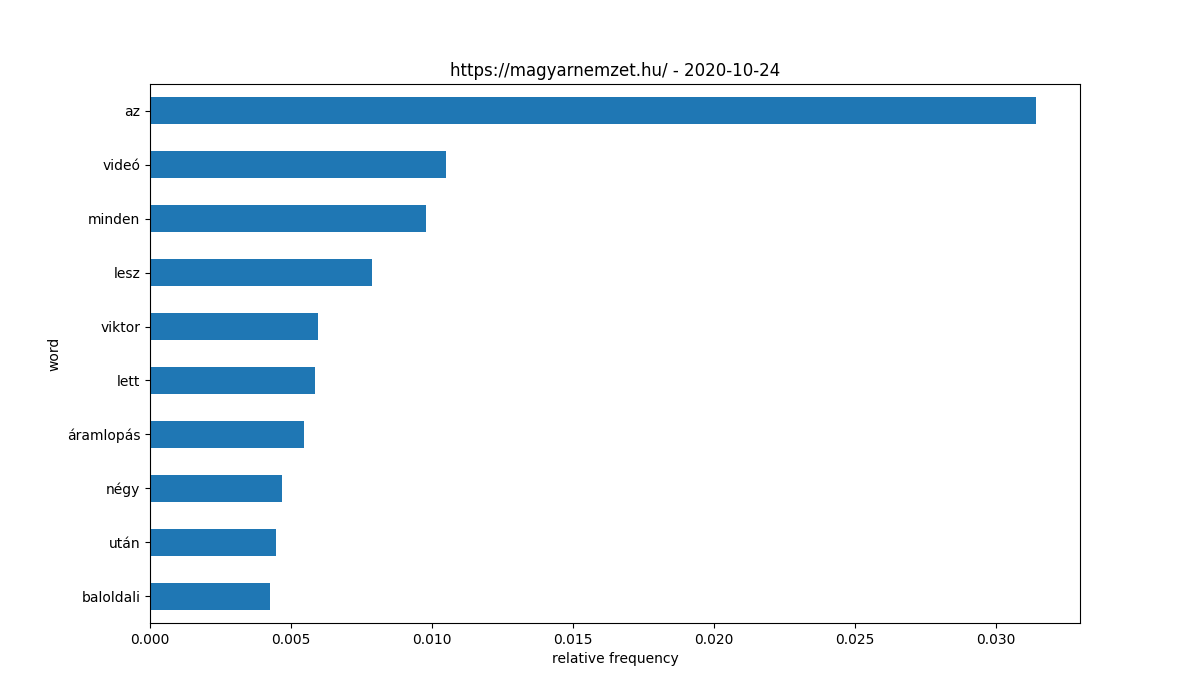 https://magyarnemzet.hu/ - 2020-10-24
az
videó
minden
lesz
viktor
lett
áramlopás
négy
után
baloldali
word
0.000 0.005 0.010 0.015 0.020 0.025 0.030
relative frequency